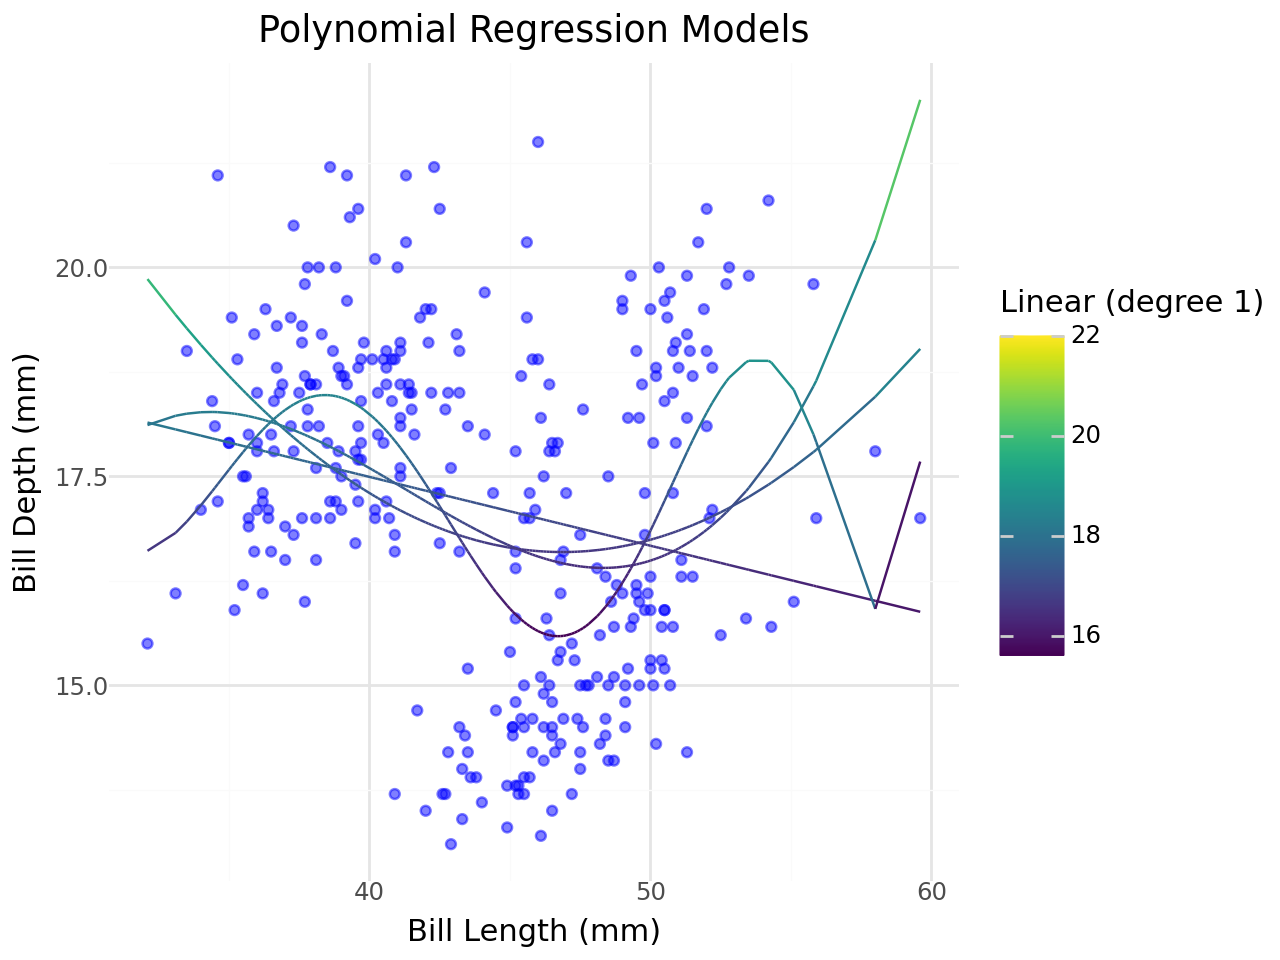 Polynomial Regression Models
Bill Depth (mm)
20.0
17.5
15.0
40
50
60
Bill Length (mm)
Linear (degree 1)
22
20
18
16